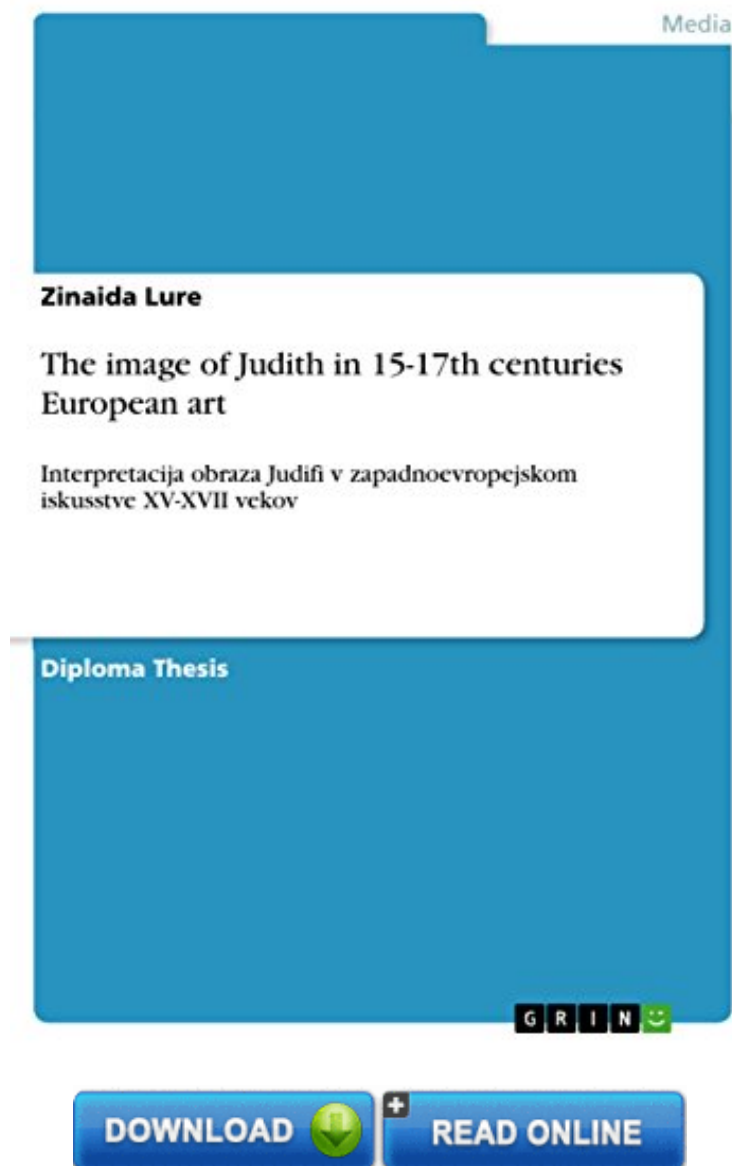 Media
Zinaida Lure
The image of Judith in 15-17th centuries
European art
Interpretacija obraza Judifi v zapadnoevropejskom
iskusstve XV-XVII vekov
Diploma Thesis
GRIN
DOWNLOAD
READ ONLINE